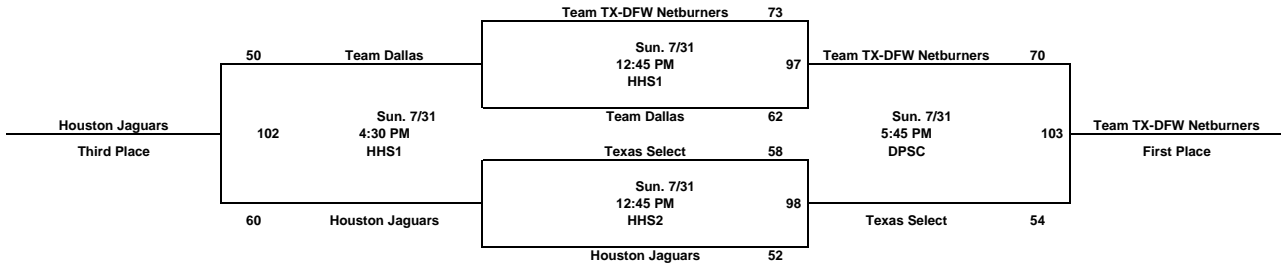 Team TX-DFW Netburners 73
50 Team Dallas Sun. 7/31 Team TX-DFW Netburners 70
12:45 PM 97
HHS1
Sun. 7/31 Team Dallas 62 Sun. 7/31
Houston Jaguars 102 4:30 PM 5:45 PM 103 Team TX-DFW Netburners
Third Place HHS1 Texas Select 58 DPSC First Place
Sun. 7/31
12:45 PM 98
60 Houston Jaguars HHS2 Texas Select 54
Houston Jaguars 52